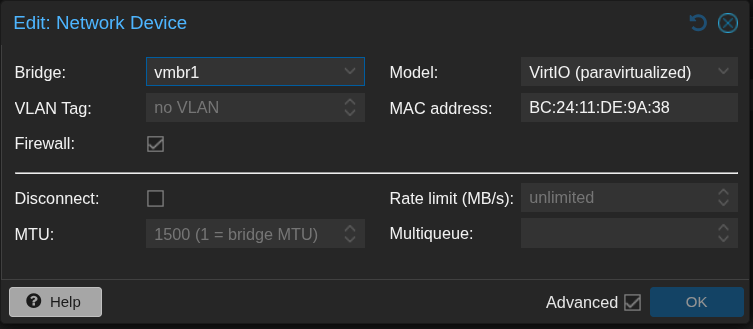 Edit: Network Device
Bridge: vmbr1 Model: VirtIO (paravirtualized)
VLAN Tag: no VLAN MAC address: BC:24:11:DE:9A:38
Firewall:
Disconnect: Rate limit (MB/s): unlimited
MTU: 1500 (1 = bridge MTU) Multiqueue:
Help Advanced OK